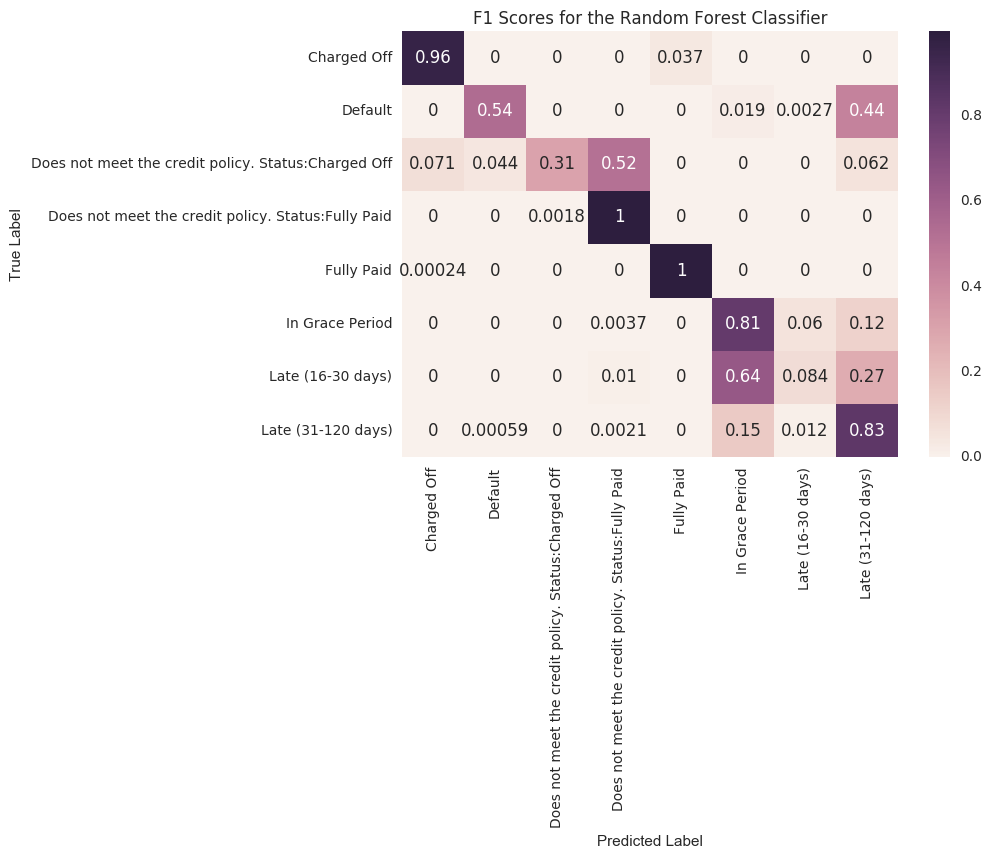 F1 Scores for the Random Forest Classifier
True Label
Charged Off 0.96 0 0 0 0.037 0 0 0
Default 0 0.54 0 0 0 0.019 0.0027 0.44
Does not meet the credit policy. Status:Charged Off 0.071 0.044 0.31 0.52 0 0 0 0.062
Does not meet the credit policy. Status:Fully Paid 0 0 0.0018 1 0 0 0 0
Fully Paid 0.00024 0 0 0 1 0 0 0
In Grace Period 0 0 0 0.0037 0 0.81 0.06 0.12
Late (16-30 days) 0 0 0 0.01 0 0.64 0.084 0.27
Late (31-120 days) 0 0.00059 0 0.0021 0 0.15 0.012 0.83
0.8
0.6
0.4
0.2
0.0
Charged Off
Default
Does not meet the credit policy. Status:Charged Off
Does not meet the credit policy. Status:Fully Paid
Fully Paid
In Grace Period
Late (16-30 days)
Late (31-120 days)
Predicted Label